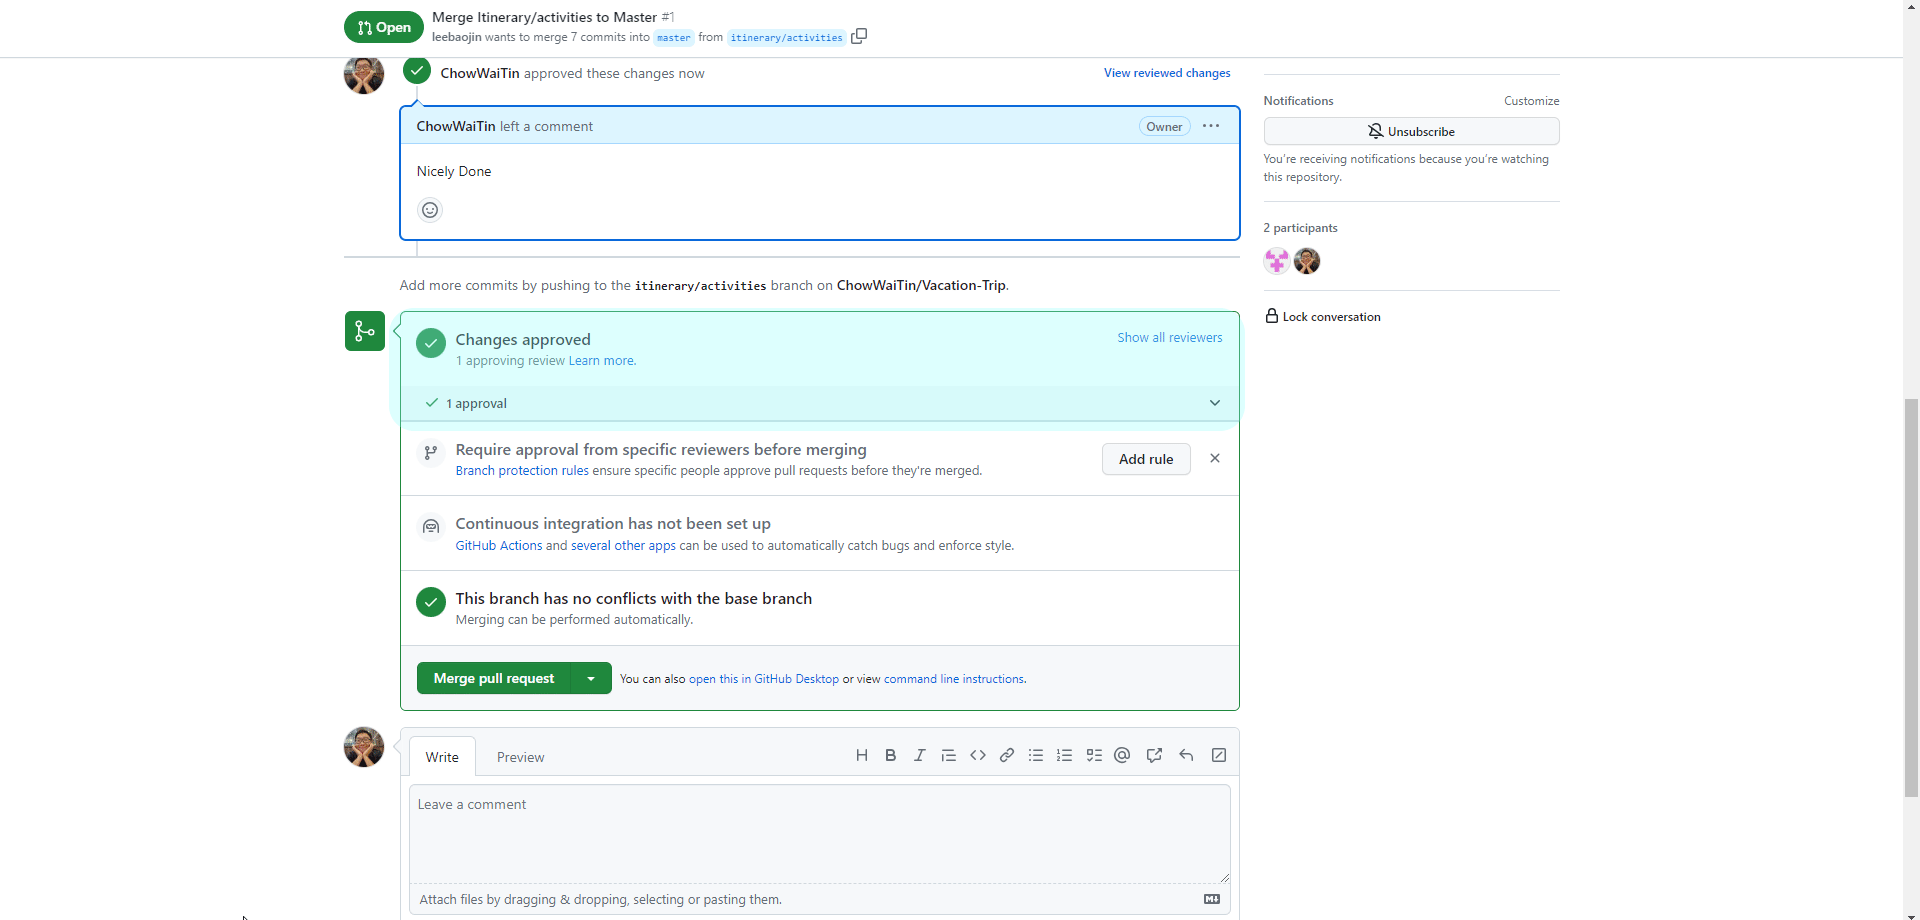 Open
Merge Itinerary/activities to Master #1
leebaojin wants to merge 7 commits into master from itinerary/activities
ChowWaiTin approved these changes now
View reviewed changes
ChowWaiTin left a comment
Owner
Nicely Done
Add more commits by pushing to the itinerary/activities branch on ChowWaiTin/Vacation-Trip.
Changes approved
Show all reviewers
1 approving review Learn more.
1 approval
Require approval from specific reviewers before merging
Branch protection rules ensure specific people approve pull requests before they're merged.
Add rule
Continuous integration has not been set up
GitHub Actions and several other apps can be used to automatically catch bugs and enforce style.
This branch has no conflicts with the base branch
Merging can be performed automatically.
Merge pull request
You can also open this in GitHub Desktop or view command line instructions.
Write
Preview
Leave a comment
Attach files by dragging & dropping, selecting or pasting them.
Notifications
Customize
Unsubscribe
You're receiving notifications because you're watching
this repository.
2 participants
Lock conversation